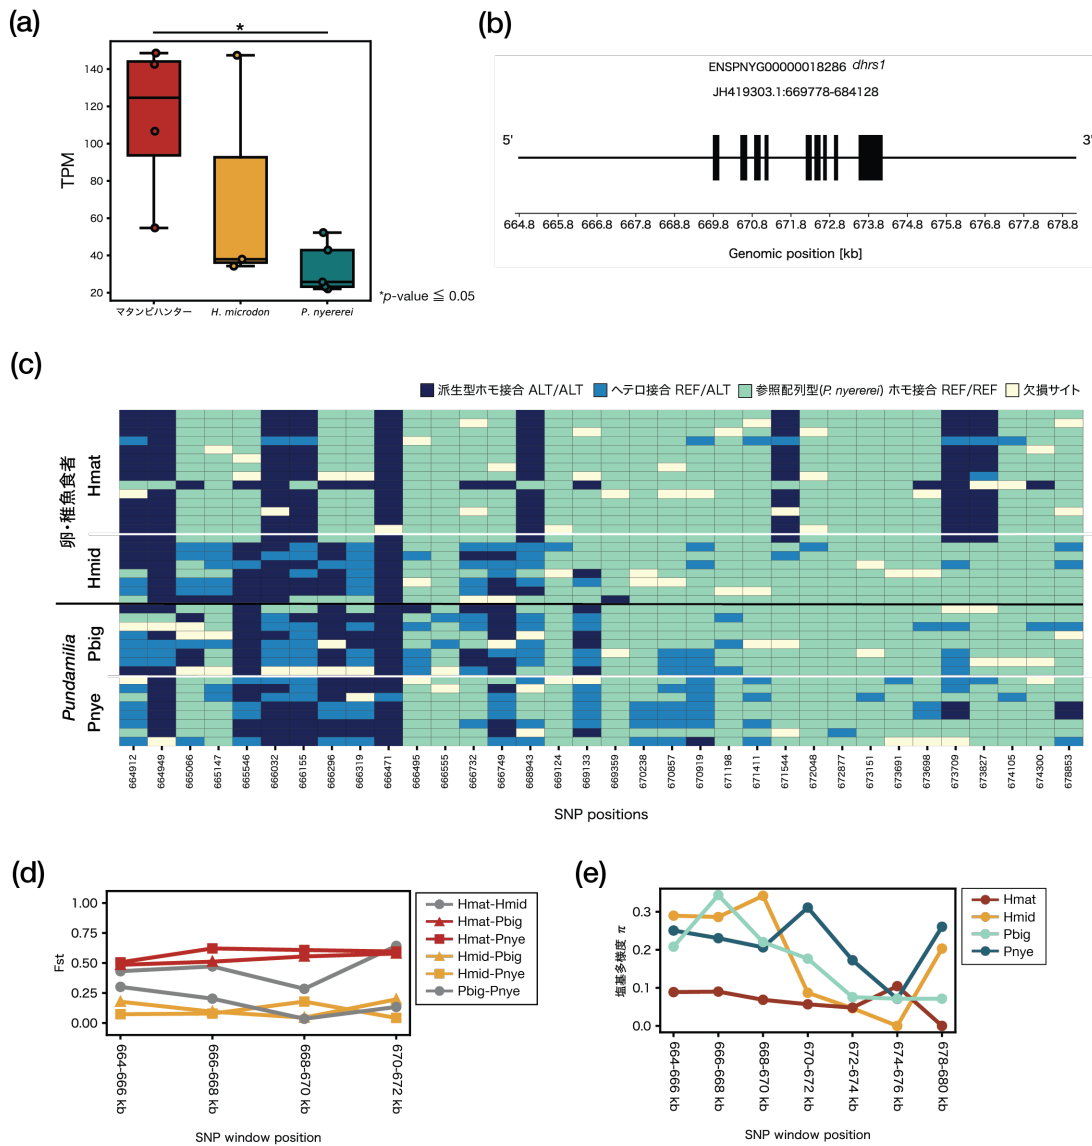 (a)
*
TPM
140
120
100
80
60
40
20
マタンビハンター
H. microdon
P. nyererei
*p-value ≦ 0.05
(b)
ENSPNYG00000018286 dhrs1
JH419303.1:669778-684128
5'
3'
664.8 665.8 666.8 667.8 668.8 669.8 670.8 671.8 672.8 673.8 674.8 675.8 676.8 677.8 678.8
Genomic position [kb]
(c)
派生型ホモ接合 ALT/ALT
ヘテロ接合 REF/ALT
参照配列型(P. nyererei) ホモ接合 REF/REF
欠損サイト
卵・稚魚食者
Hmat
Hmid
Pundamilia
Pbig
Pnye
664912 664949 665066 665147 665546 666032 666155 666296 666319 666471 666495 666555 666732 666749 668943 669124 669133 669359 670238 670857 670919 671198 671411 671544 672048 672877 673151 673691 673698 673709 673827 674105 674300 678853
SNP positions
(d)
Fst
1.00
0.75
0.50
0.25
0.00
664-666 kb
666-668 kb
668-670 kb
670-672 kb
SNP window position
Hmat-Hmid
Hmat-Pbig
Hmat-Pnye
Hmid-Pbig
Hmid-Pnye
Pbig-Pnye
(e)
塩基多様度 π
0.3
0.2
0.1
0.0
664-666 kb
666-668 kb
668-670 kb
670-672 kb
672-674 kb
674-676 kb
678-680 kb
SNP window position
Hmat
Hmid
Pbig
Pnye